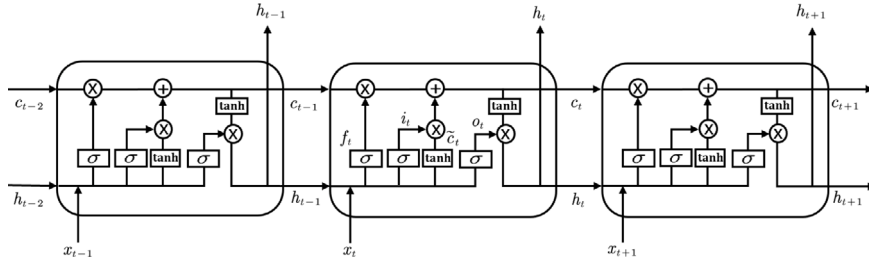 h_{t-1} h_t h_{t+1}
X + X + X +
c_{t-2} tanh c_{t-1} tanh c_t tanh c_{t+1}
X X i_t X o_t X X X
f_t c̃_t
σ σ tanh σ σ σ tanh σ σ σ tanh σ
h_{t-2} h_{t-1} h_t h_{t+1}
x_{t-1} x_t x_{t+1}